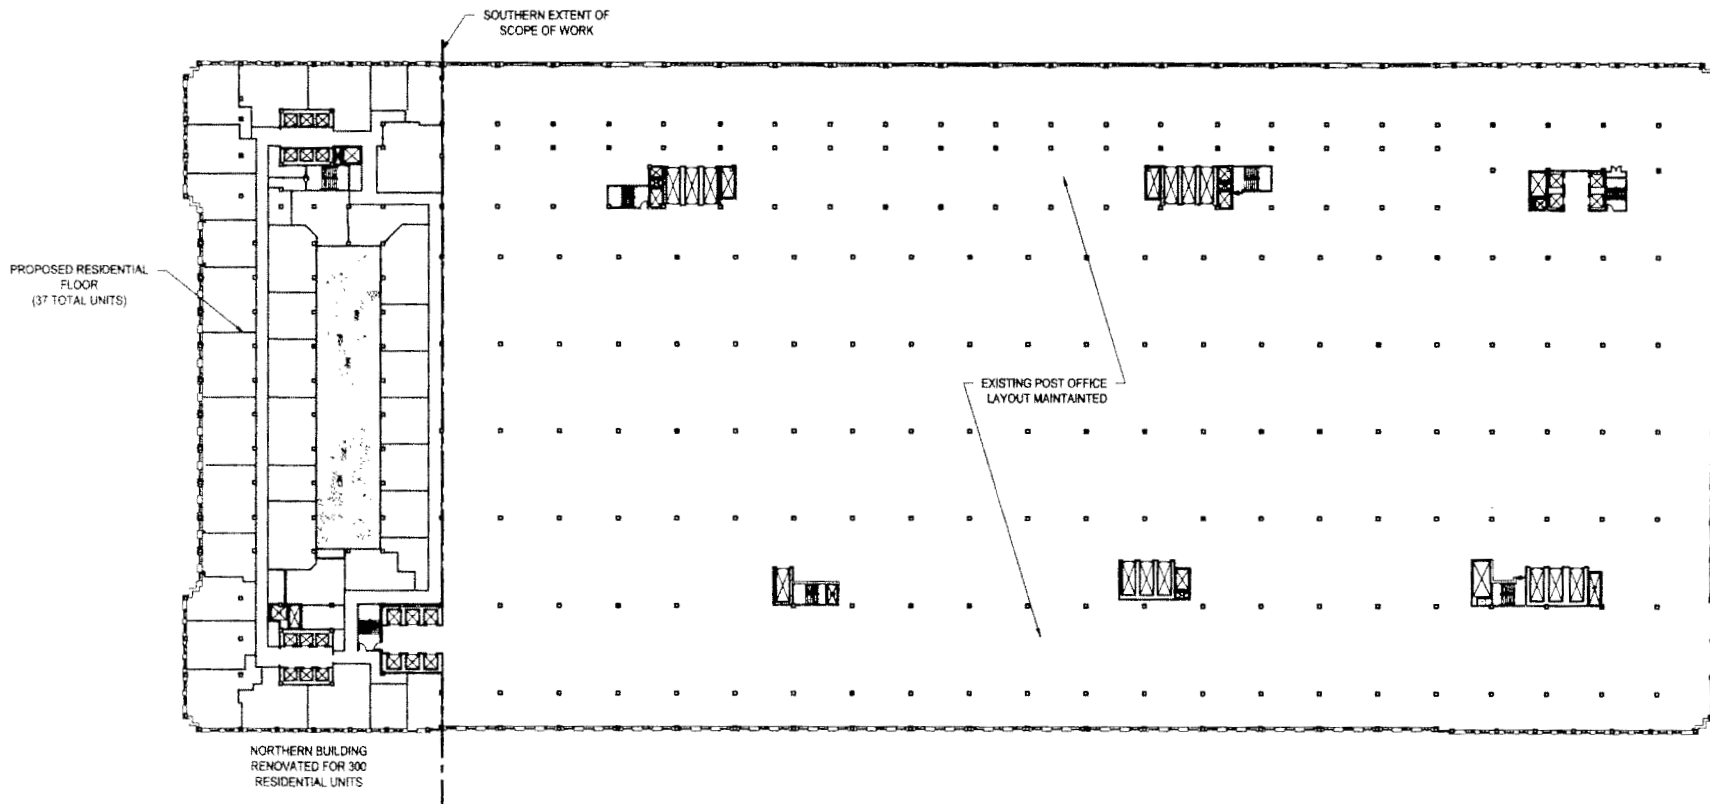 SOUTHERN EXTENT OF
SCOPE OF WORK
PROPOSED RESIDENTIAL
FLOOR
(37 TOTAL UNITS)
EXISTING POST OFFICE
LAYOUT MAINTAINTED
NORTHERN BUILDING
RENOVATED FOR 300
RESIDENTIAL UNITS